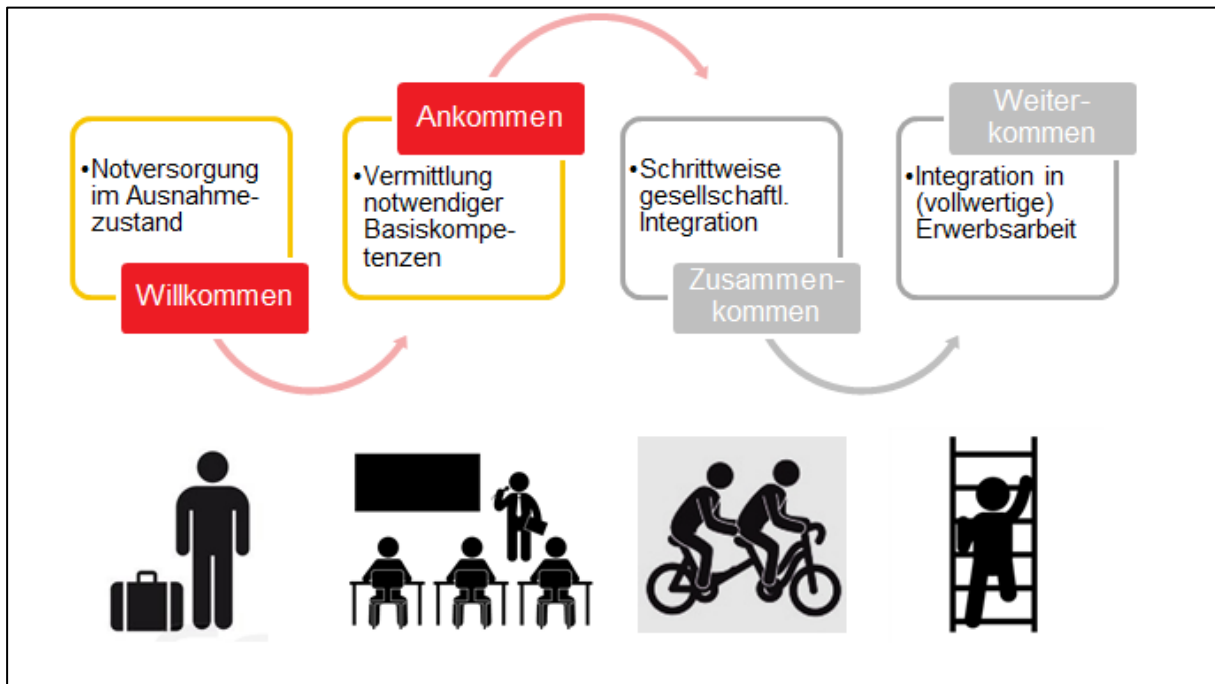 •Notversorgung
im Ausnahme-
zustand
Willkommen
Ankommen
•Vermittlung
notwendiger
Basiskompe-
tenzen
•Schrittweise
gesellschaftl.
Integration
Zusammen-
kommen
Weiter-
kommen
•Integration in
(vollwertige)
Erwerbsarbeit